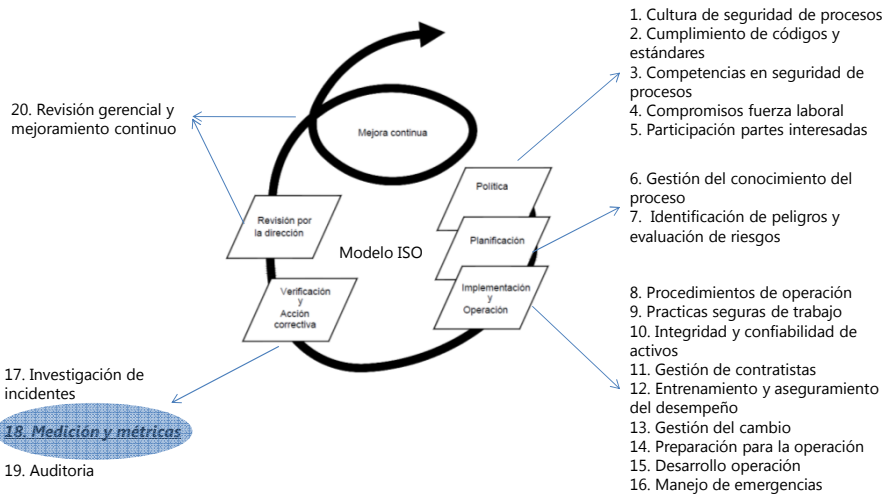 1. Cultura de seguridad de procesos
2. Cumplimiento de códigos y
estándares
3. Competencias en seguridad de
procesos
4. Compromisos fuerza laboral
5. Participación partes interesadas
20. Revisión gerencial y
mejoramiento continuo
Mejora continua
Política
6. Gestión del conocimiento del
proceso
7. Identificación de peligros y
evaluación de riesgos
Revisión por
la dirección
Modelo ISO
Planificación
Verificación
y
Acción
correctiva
Implementación
y
Operación
8. Procedimientos de operación
9. Practicas seguras de trabajo
10. Integridad y confiabilidad de
activos
11. Gestión de contratistas
12. Entrenamiento y aseguramiento
del desempeño
13. Gestión del cambio
14. Preparación para la operación
15. Desarrollo operación
16. Manejo de emergencias
17. Investigación de
incidentes
18. Medición y métricas
19. Auditoria